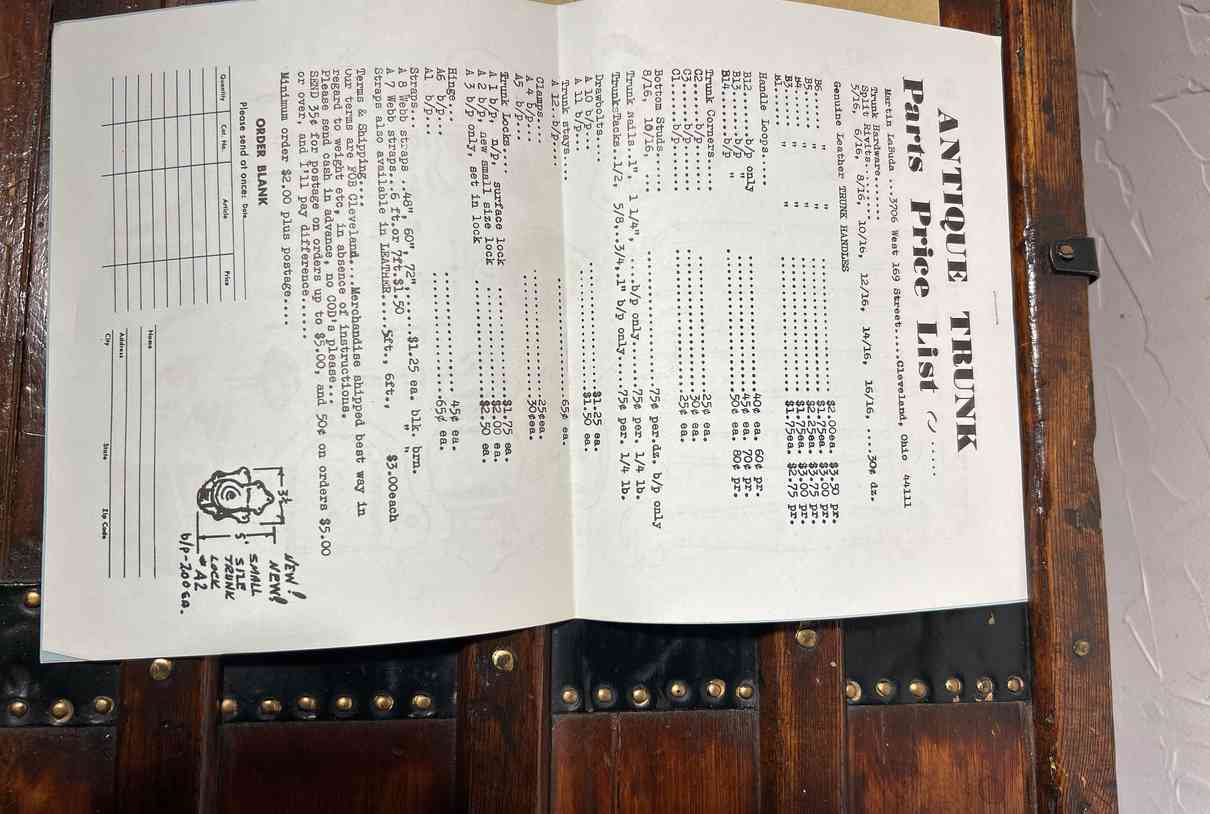 ANTIQUE TRUNK
Parts Price List
Martin LaBuda ...3706 West 169 Street.....Cleveland, Ohio 44111
Trunk Hardware.......
Split Rivits........
5/16, 6/16, 8/16, 10/16, 12/16, 14/16, 16/16, ....30¢ dz.
Genuine Leather TRUNK HANDLES
B6 ...... " " $2.00ea. $3.50 pr.
B5....... " " $1.75ea. $3.00 pr.
B4....... " " $2.25ea. $3.75 pr.
B3....... " " $1.75ea. $3.00 pr.
B1....... " " $1.75ea. $2.75 pr.
Handle Loops....
B12 .....b/p only 40¢ ea. 60¢ pr.
B13......b/p " 45¢ ea. 70¢ pr.
B14......b/p " 50¢ ea. 80¢ pr.
Trunk Corners....
C2.......b/p 25¢ ea.
C3.......b/p 30¢ ea.
C1.......b/p 25¢ ea.
Bottom Studs....
8/16, 10/16, ... 75¢ per.dz. b/p only
Trunk nails..1" 1 1/4", ....b/p only 75¢ per. 1/4 lb.
Trunk-Tacks..1/2, 5/8,..3/4,1" b/p only 75¢ per. 1/4 lb.
Drawbolts....
A 10 b/p... $1.25 ea.
A 11 b/p... $1.50 ea.
Trunk stays....
A 12..b/p.... 65¢ ea.
Clamps....
A 4 b/p... 25¢ea.
A5 b/p... 30¢ea.
Trunk Locks....
A 1 b/p, n/p, surface lock $1.75 ea.
A 2 b/p, new small size lock $2.00 ea.
A 3 b/p only, set in lock $2.50 ea.
Hinge...
A6 b/p... 45¢ ea.
A1 b/p... 65¢ ea.
Straps...
A 8 Webb straps 48", 60", 72" $1.25 ea. blk. brn.
A 7 Webb straps...6 ft.or 7ft.$1.50 " "
Straps also available in LEATHER....5ft., 6ft., $3.00each
Terms & Shipping....
Our terms are FOB Cleveland...Merchandise shipped best way in
regard to weight etc, in absence of instructions.
Please send cash in advance, no COD's please...
SEND 35¢ for postage on orders up to $5.00, and 50¢ on orders $5.00
or over, and I'll pay difference......
Minimum order $2.00 plus postage....
NEW! NEW!
SMALL
SIZE
TRUNK
LOCK
# A2
b/p-2.00 EA.
3½
5"
ORDER BLANK
Please send at once: Date
Quantity Cat. No. Article Price
Name
Address
City State Zip Code